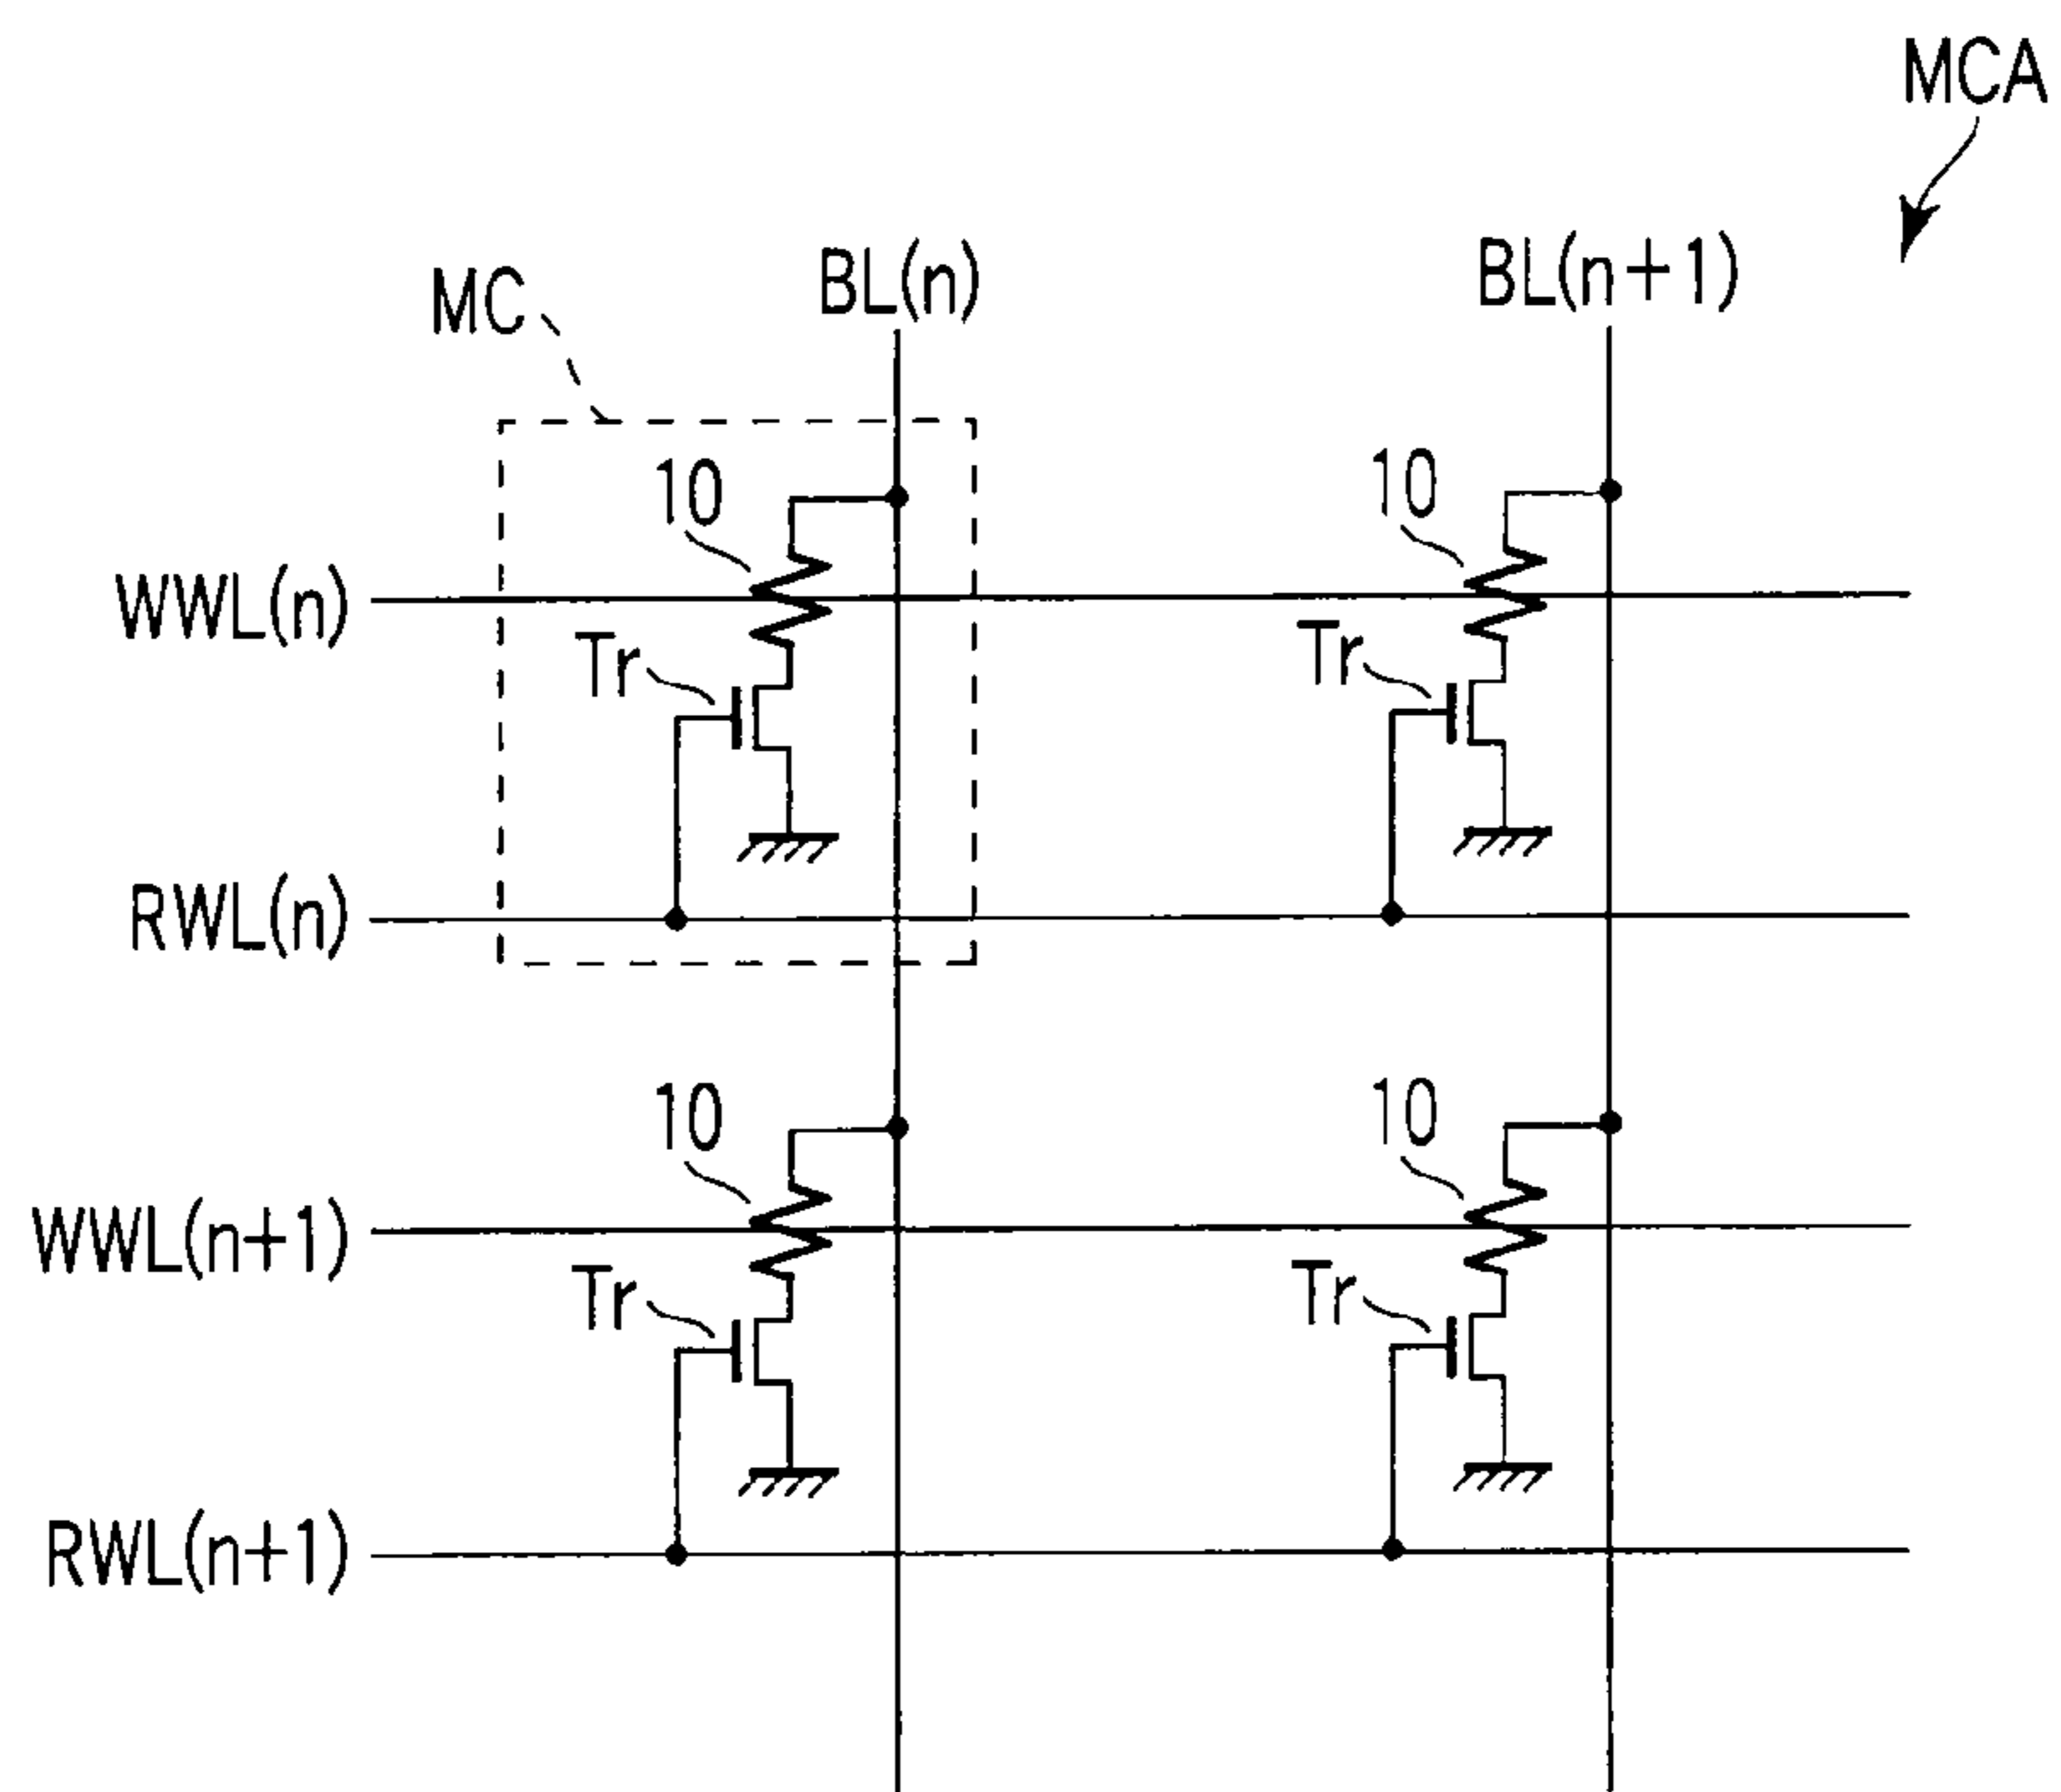 MCA
MC
BL(n)
BL(n+1)
10
10
WWL(n)
Tr
Tr
RWL(n)
10
10
WWL(n+1)
Tr
Tr
RWL(n+1)